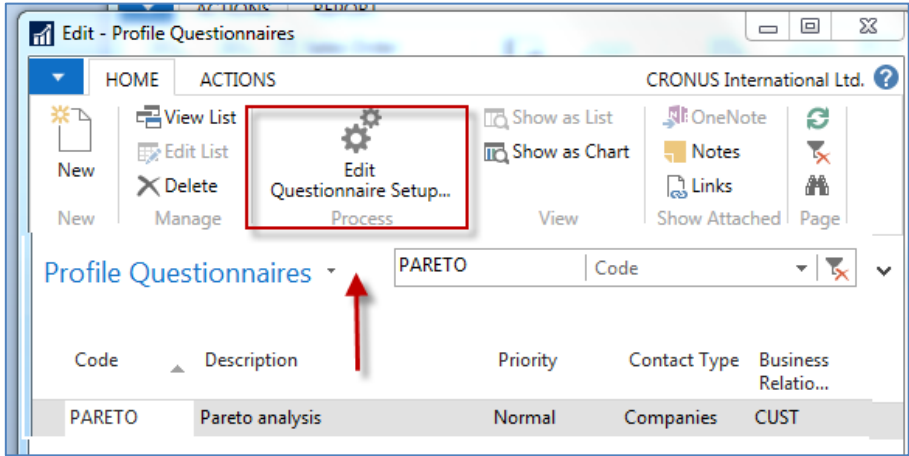 ACTIONS REPORT
Edit - Profile Questionnaires
HOME ACTIONS CRONUS International Ltd. ?
New
View List
Edit List
Delete
Edit
Questionnaire Setup...
Show as List
Show as Chart
OneNote
Notes
Links
New Manage Process View Show Attached Page
Profile Questionnaires PARETO Code
Code Description Priority Contact Type Business
Relatio...
PARETO Pareto analysis Normal Companies CUST